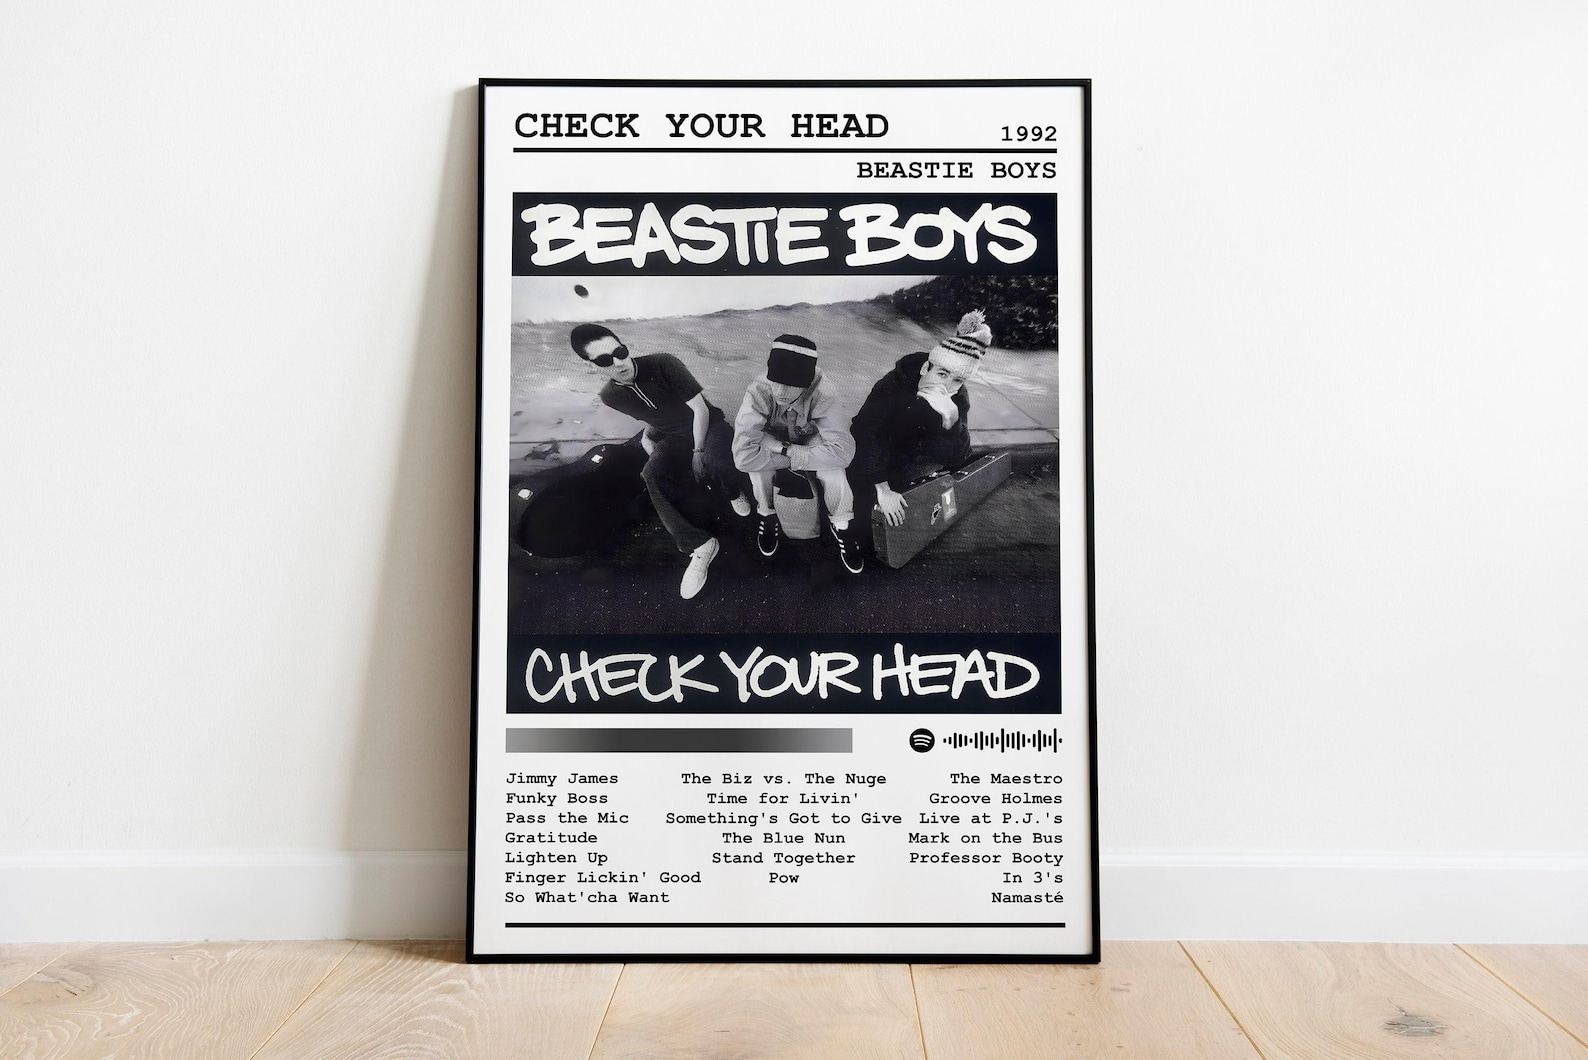 CHECK YOUR HEAD
1992
BEASTIE BOYS
BEASTIE BOYS
CHECK YOUR HEAD
Jimmy James
Funky Boss
Pass the Mic
Gratitude
Lighten Up
Finger Lickin' Good
So What'cha Want
The Biz vs. The Nuge
Time for Livin'
Something's Got to Give
The Blue Nun
Stand Together
Pow
The Maestro
Groove Holmes
Live at P.J.'s
Mark on the Bus
Professor Booty
In 3's
Namasté